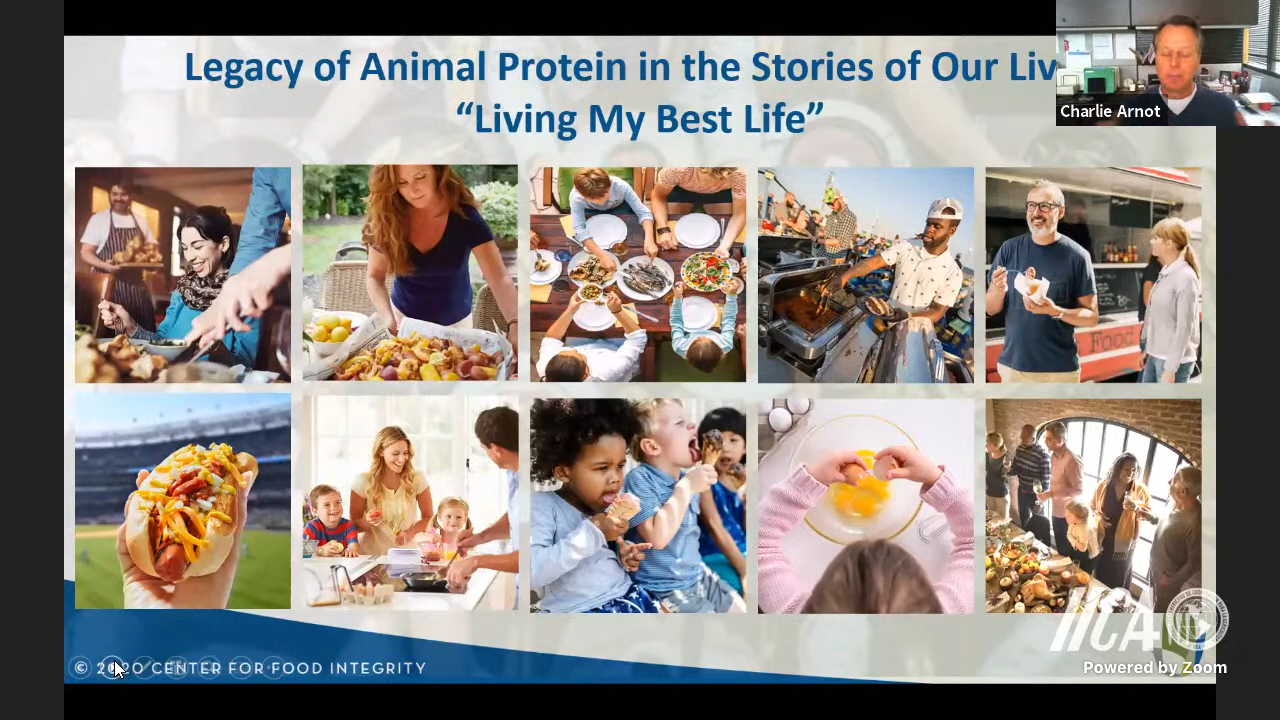 Legacy of Animal Protein in the Stories of Our Liv
“Living My Best Life”
Charlie Arnot
Food
IICA
© 2020 CENTER FOR FOOD INTEGRITY
Powered by Zoom